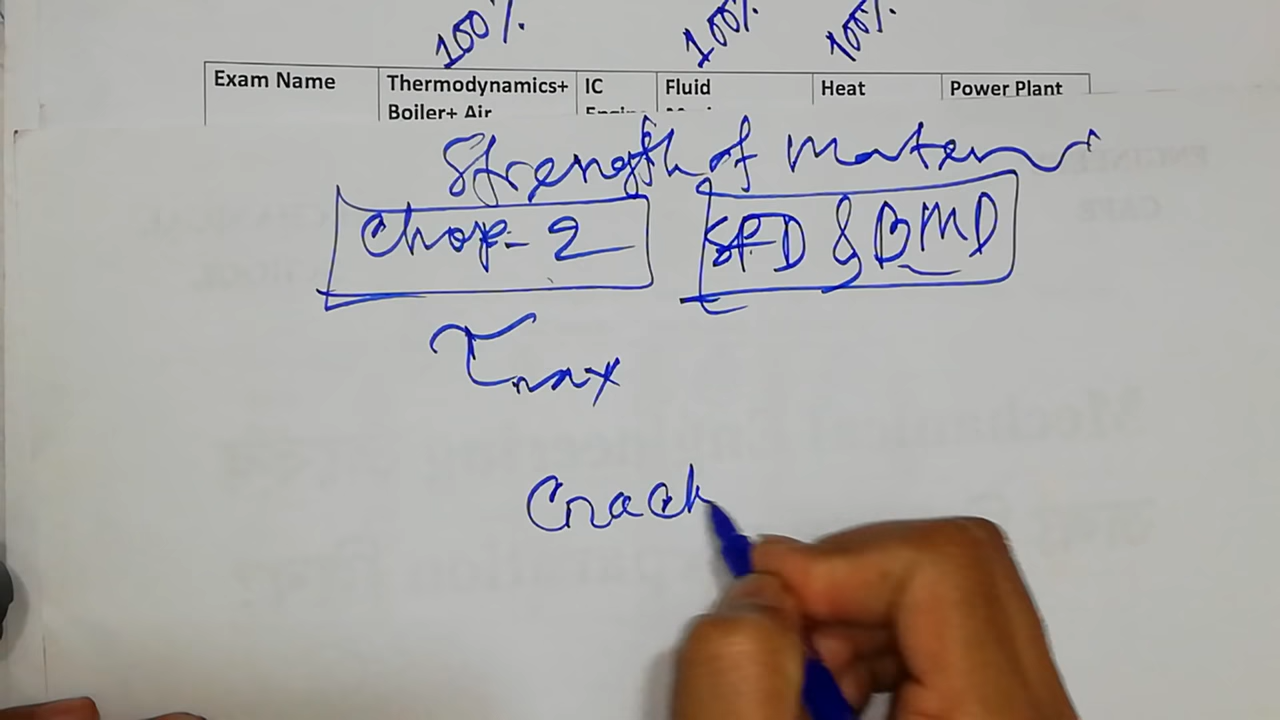 100% 100% 100%
Exam Name Thermodynamics+ IC Fluid Heat Power Plant
Boiler+ Air
Strength of
Chap-2 SFD & BMD
τmax
Crack